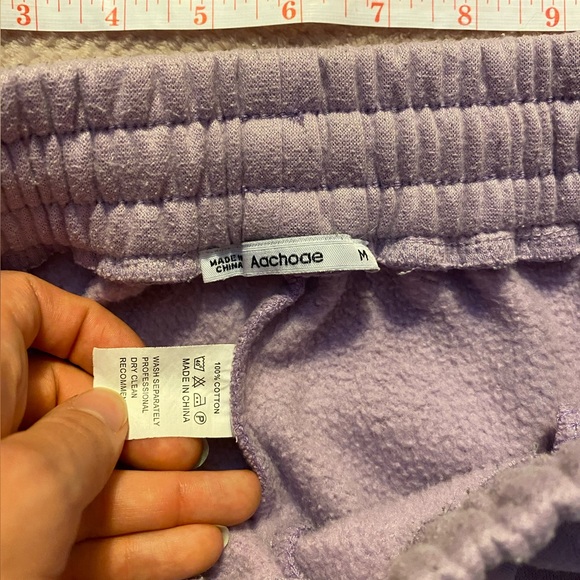 3 4 5 6 7 8 9
MADE IN
CHINA
Aachoae
M
100%COTTON
MADE IN CHINA
WASH SEPARATELY
PROFESSIONAL
DRY CLEAN
RECOMME